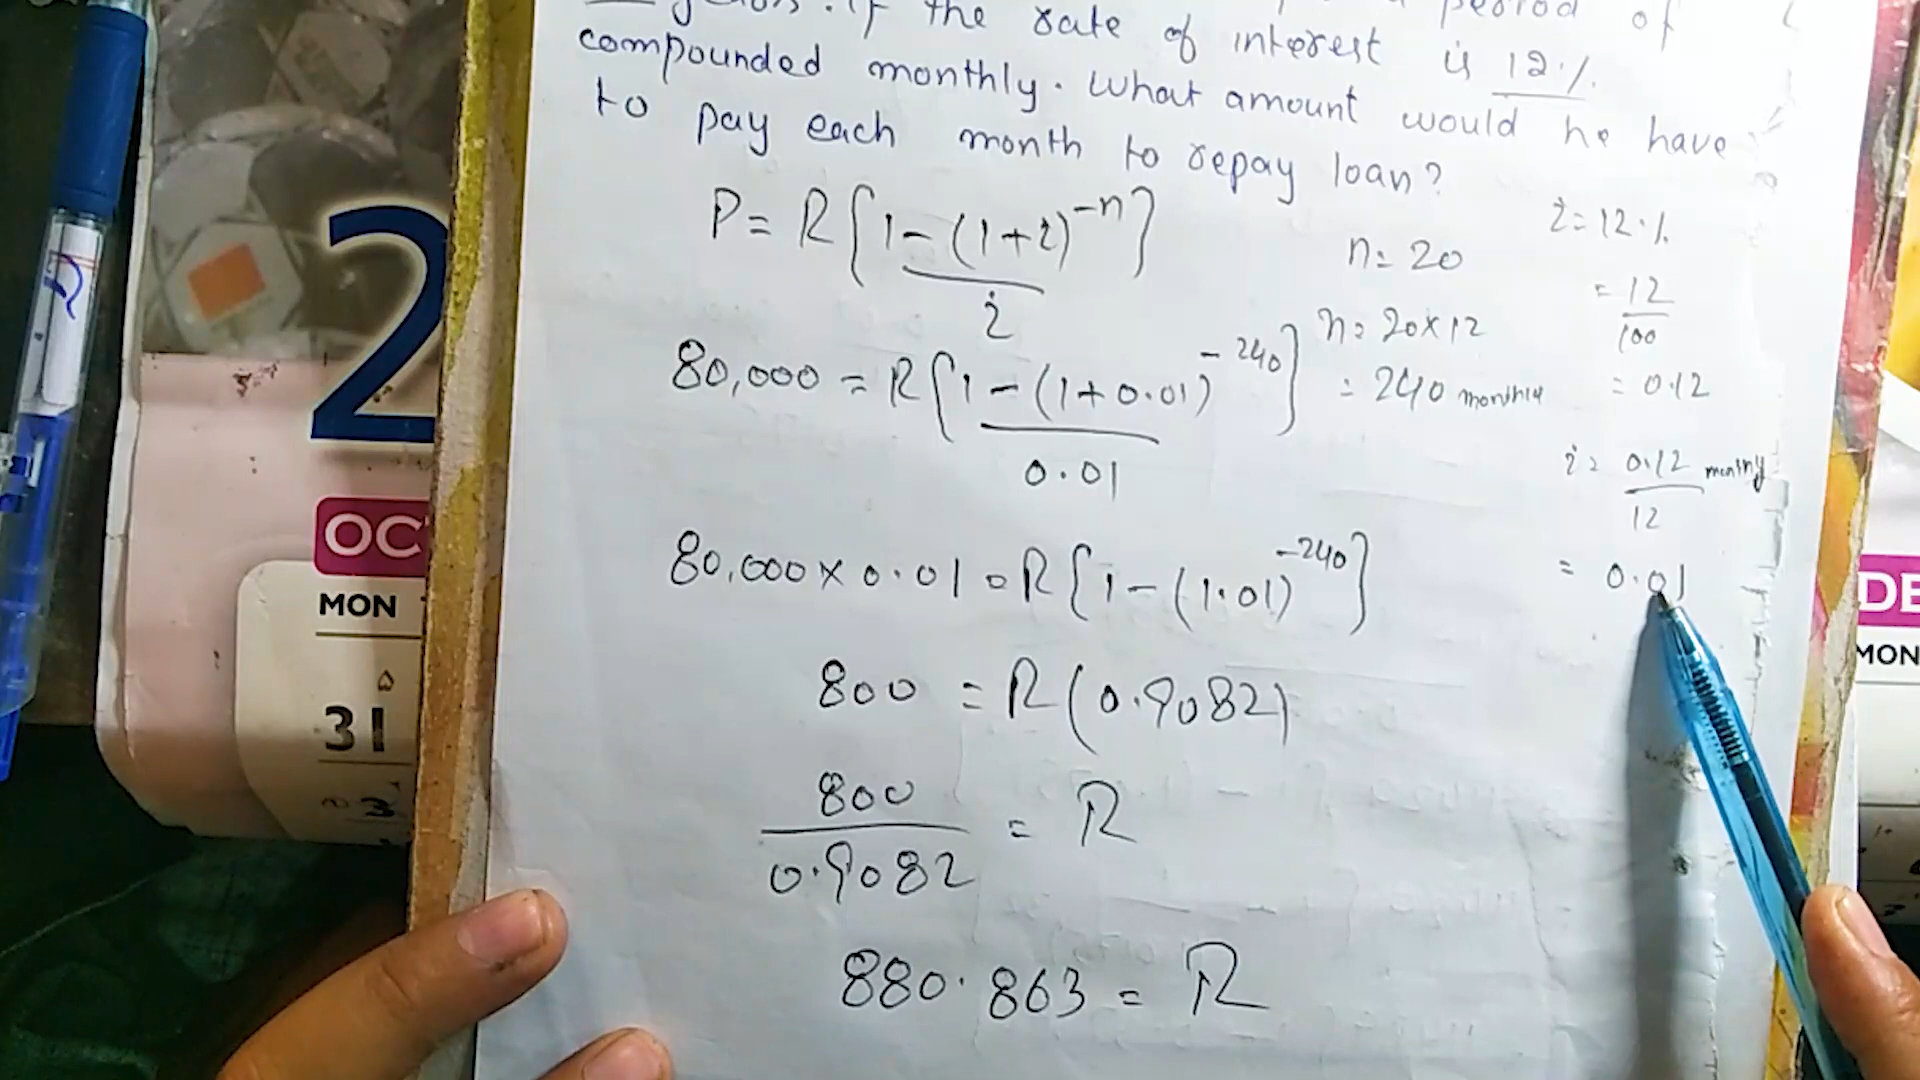 the rate of interest is 12%
compounded monthly. What amount would he have
to pay each month to repay loan?
P = R[1-(1+i)^-n / i]
n = 20
i = 12%
= 12/100
n = 20×12
80,000 = R[1-(1+0.01)^-240 / 0.01]
= 240 monthly
= 0.12
i = 0.12/12 monthly
80,000 × 0.01 = R[1-(1.01)^-240]
= 0.01
800 = R(0.9082)
800/0.9082 = R
880.863 = R
2
OC
MON
31
DE
MON